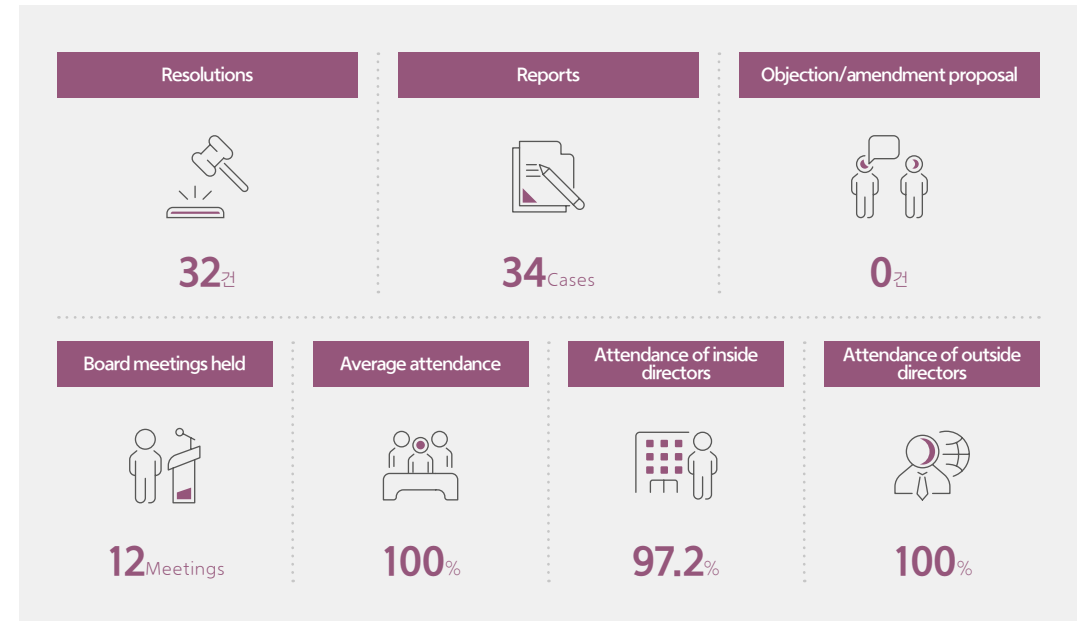 Resolutions
Reports
Objection/amendment proposal
32건
34Cases
0건
Board meetings held
Average attendance
Attendance of inside
directors
Attendance of outside
directors
12Meetings
100%
97.2%
100%